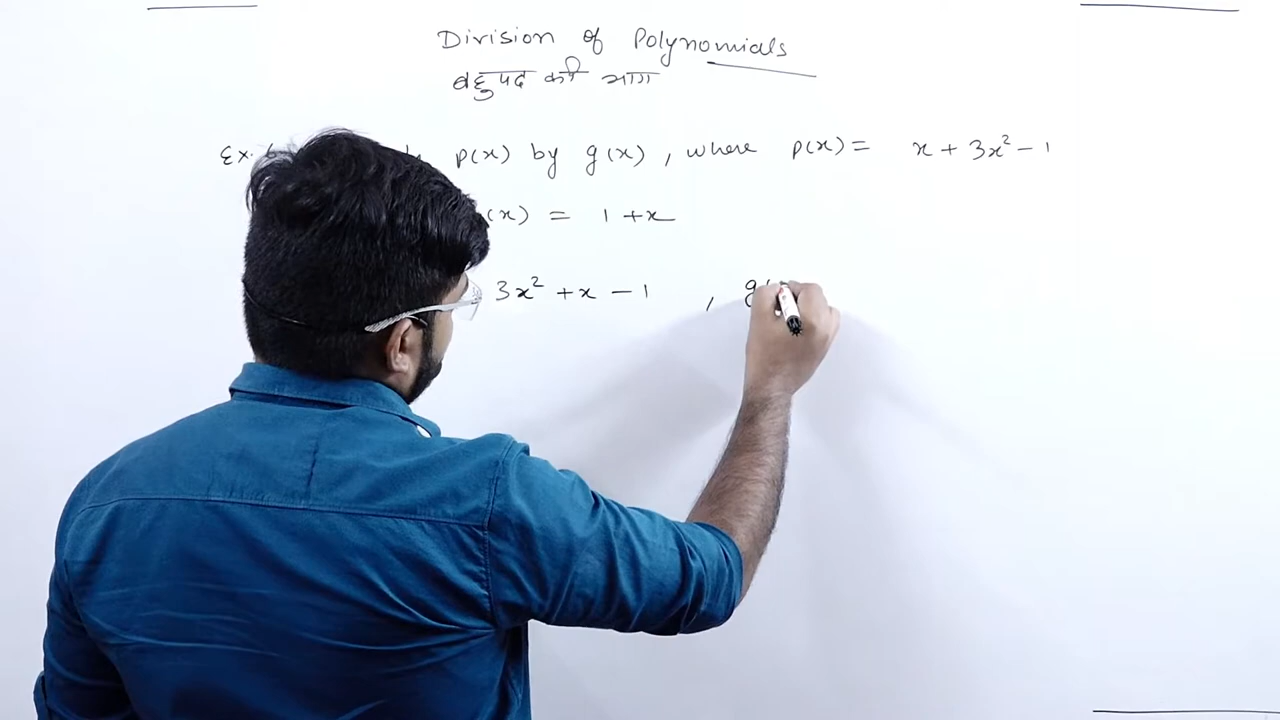 Division of Polynomials
बहुपद की भाग
Ex. p(x) by g(x), where p(x) = x + 3x² - 1
(x) = 1 + x
3x² + x - 1 , g(